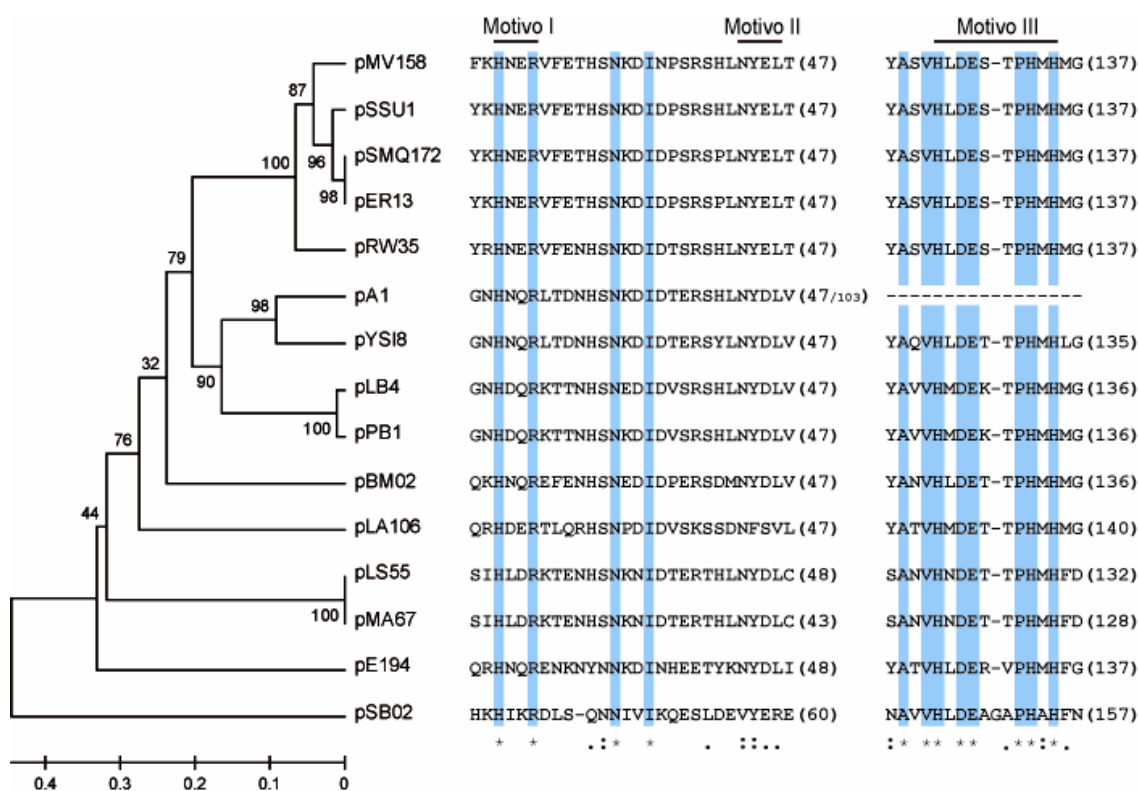 Motivo I Motivo II Motivo III
pMV158 FKHNERVFETHSNKDINPSRSHLNYELT (47) YASVHLDES-TPHMHMG (137)
87
pSSU1 YKHNERVFETHSNKDIDPSRSHLNYELT (47) YASVHLDES-TPHMHMG (137)
96
pSMQ172 YKHNERVFETHSNKDIDPSRSPLNYELT (47) YASVHLDES-TPHMHMG (137)
100
98
pER13 YKHNERVFETHSNKDIDPSRSPLNYELT (47) YASVHLDES-TPHMHMG (137)
pRW35 YRHNERVFENHSNKDIDTSRSHLNYELT (47) YASVHLDES-TPHMHMG (137)
79
pA1 GNHNQRLTDNHSNKDIDTERSHLNYDLV (47/103) -----------------
98
pYSI8 GNHNQRLTDNHSNKDIDTERSYLNYDLV (47) YAQVHLDET-TPHMHLG (135)
32
90
pLB4 GNHDQRKTTNHSNEDIDVSRSHLNYDLV (47) YAVVHMDEK-TPHMHMG (136)
100
pPB1 GNHDQRKTTNHSNEDIDVSRSHLNYDLV (47) YAVVHMDEK-TPHMHMG (136)
76
pBM02 QKHNQREFENHSNEDIDPERSDMNYDLV (47) YANVHLDET-TPHMHMG (136)
44
pLA106 QRHDERTLQRHSNPDIDVSKSSDNFSVL (47) YATVHMDET-TPHMHMG (140)
pLS55 SIHLDRKTENHSNKNIDTERTHLNYDLC (48) SANVHNDET-TPHMHFD (132)
100
pMA67 SIHLDRKTENHSNKNIDTERTHLNYDLC (43) SANVHNDET-TPHMHFD (128)
pE194 QRHNQRENKNYNNKDINHEETYKNYDLI (48) YATVHLDER-VPHMHFG (137)
pSB02 HKHIKRDLS-QNNIVIKQESLDEVYERE (60) NAVVHLDEAGAPHAHFN (157)
* * .:* * . ::.. :* ** ** .**:*.
0.4 0.3 0.2 0.1 0